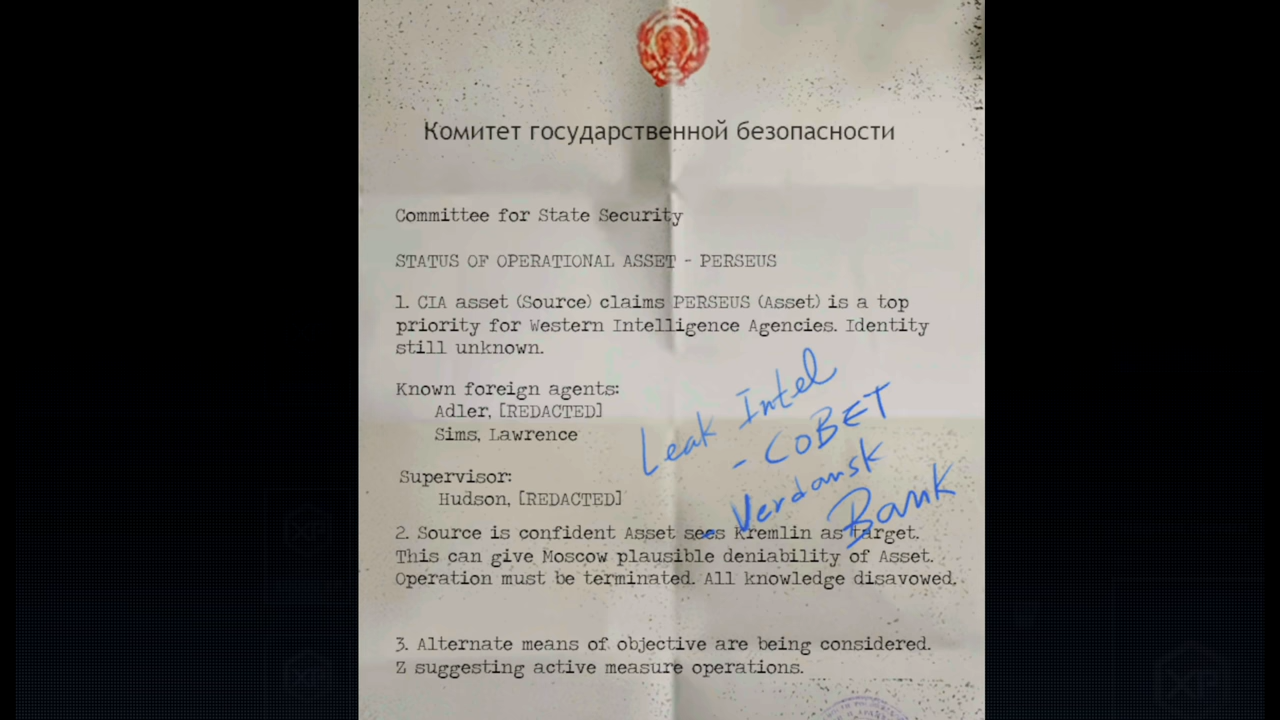 Комитет государственной безопасности
Committee for State Security
STATUS OF OPERATIONAL ASSET - PERSEUS
1. CIA asset (Source) claims PERSEUS (Asset) is a top
priority for Western Intelligence Agencies. Identity
still unknown.
Known foreign agents:
Adler, [REDACTED]
Sims, Lawrence
Supervisor:
Hudson, [REDACTED]
Leak Intel
- COBET
- Verdansk
Bank
2. Source is confident Asset sees Kremlin as target.
This can give Moscow plausible deniability of Asset.
Operation must be terminated. All knowledge disavowed.
3. Alternate means of objective are being considered.
Z suggesting active measure operations.